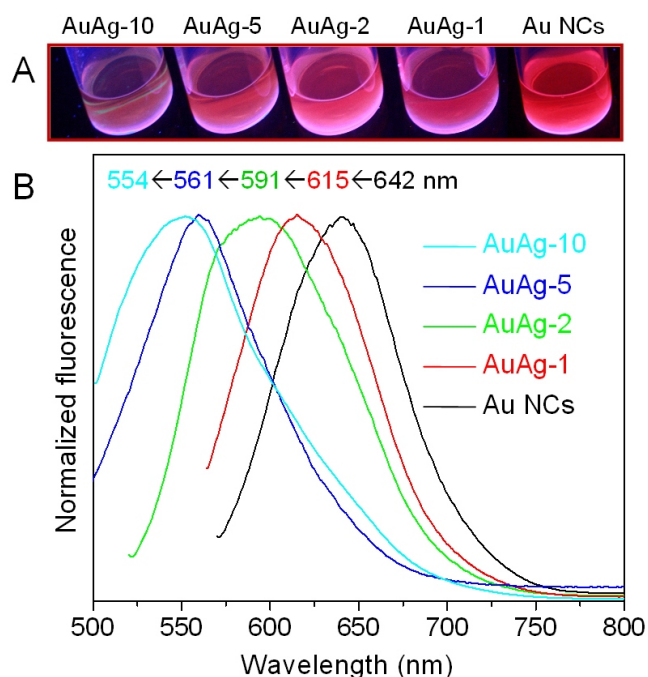 AuAg-10 AuAg-5 AuAg-2 AuAg-1 Au NCs
A
B
554←561←591←615←642 nm
AuAg-10
AuAg-5
AuAg-2
AuAg-1
Au NCs
Normalized fluorescence
500 550 600 650 700 750 800
Wavelength (nm)